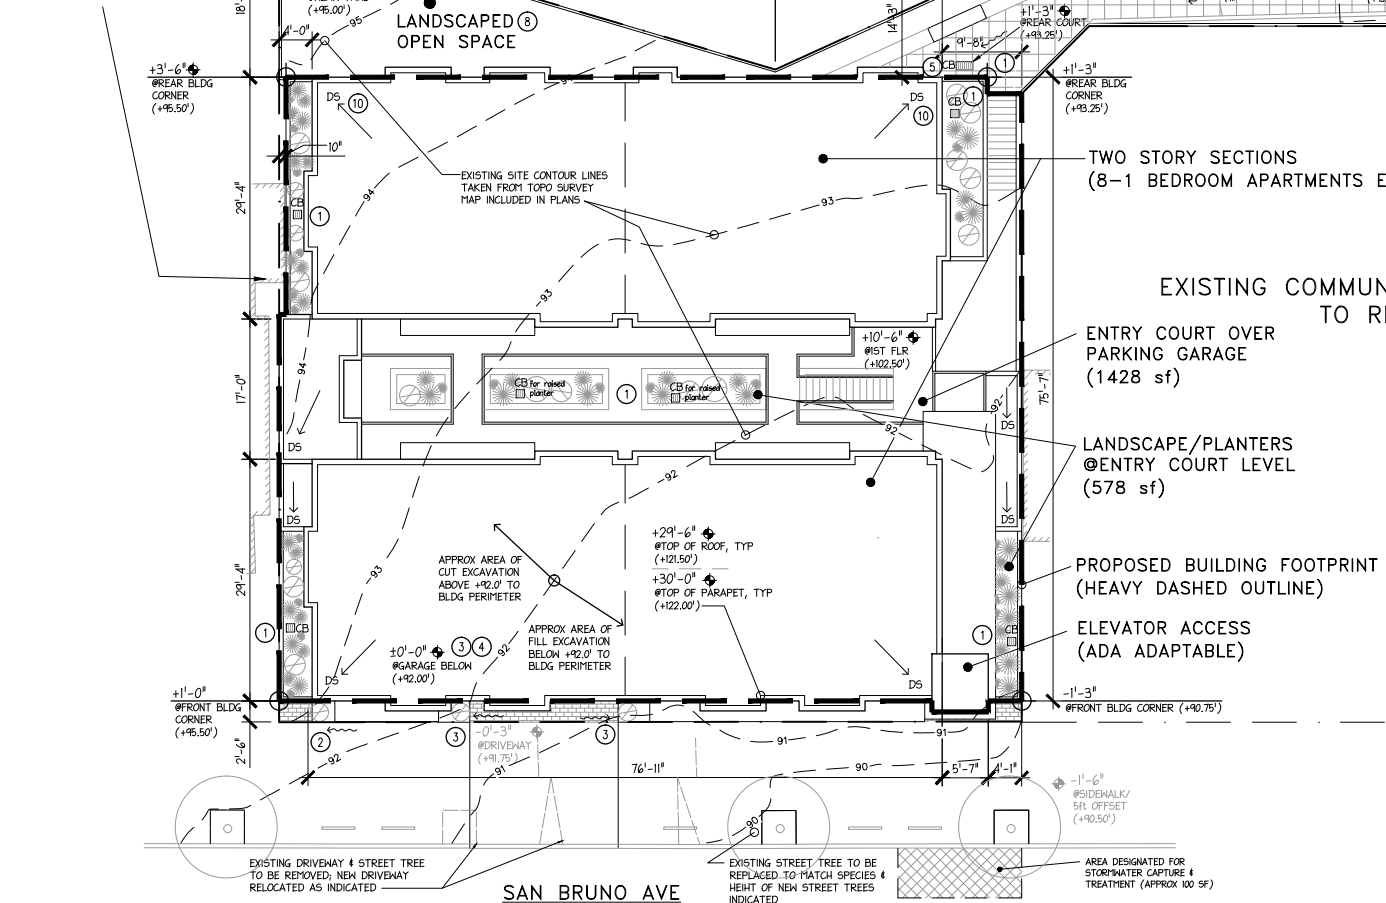 18'-
(+95.00')
95
LANDSCAPED 8
OPEN SPACE
4'-0"
14'-3"
+1'-3"
@REAR COURT
(+93.25')
9'-8"
5
CB
1
+3'-6"
@REAR BLDG
CORNER
(+95.50')
+1'-3"
@REAR BLDG
CORNER
(+93.25')
94
DS
10
DS
10
1
CB
10"
TWO STORY SECTIONS
(8-1 BEDROOM APARTMENTS E
EXISTING SITE CONTOUR LINES
TAKEN FROM TOPO SURVEY
MAP INCLUDED IN PLANS
94
93
29'-4"
CB
1
EXISTING COMMUN
TO RE
93
ENTRY COURT OVER
PARKING GARAGE
(1428 sf)
+10'-6"
@1ST FLR
(+102.50')
94
17'-0"
CB for raised
planter
1
CB for raised
planter
75'-7"
92
DS
92
DS
LANDSCAPE/PLANTERS
@ENTRY COURT LEVEL
(578 sf)
92
DS
DS
+29'-6"
@TOP OF ROOF, TYP
(+121.50')
+30'-0"
@TOP OF PARAPET, TYP
(+122.00')
APPROX AREA OF
CUT EXCAVATION
ABOVE +92.0' TO
BLDG PERIMETER
93
29'-4"
PROPOSED BUILDING FOOTPRINT
(HEAVY DASHED OUTLINE)
APPROX AREA OF
FILL EXCAVATION
BELOW +92.0' TO
BLDG PERIMETER
1
CB
3 4
92
±0'-0"
@GARAGE BELOW
(+92.00')
1
CB
ELEVATOR ACCESS
(ADA ADAPTABLE)
DS
DS
+1'-0"
@FRONT BLDG
CORNER
(+95.50')
-1'-3"
@FRONT BLDG CORNER (+90.75')
2
3
3
-0'-3"
@DRIVEWAY
(+91.75')
91
91
2'-6"
92
91
76'-11"
90
5'-7"
4'-1"
-1'-6"
@SIDEWALK/
5ft OFFSET
(+90.50')
90
EXISTING DRIVEWAY & STREET TREE
TO BE REMOVED; NEW DRIVEWAY
RELOCATED AS INDICATED
SAN BRUNO AVE
EXISTING STREET TREE TO BE
REPLACED TO MATCH SPECIES &
HEIHT OF NEW STREET TREES
INDICATED
AREA DESIGNATED FOR
STORMWATER CAPTURE &
TREATMENT (APPROX 100 SF)